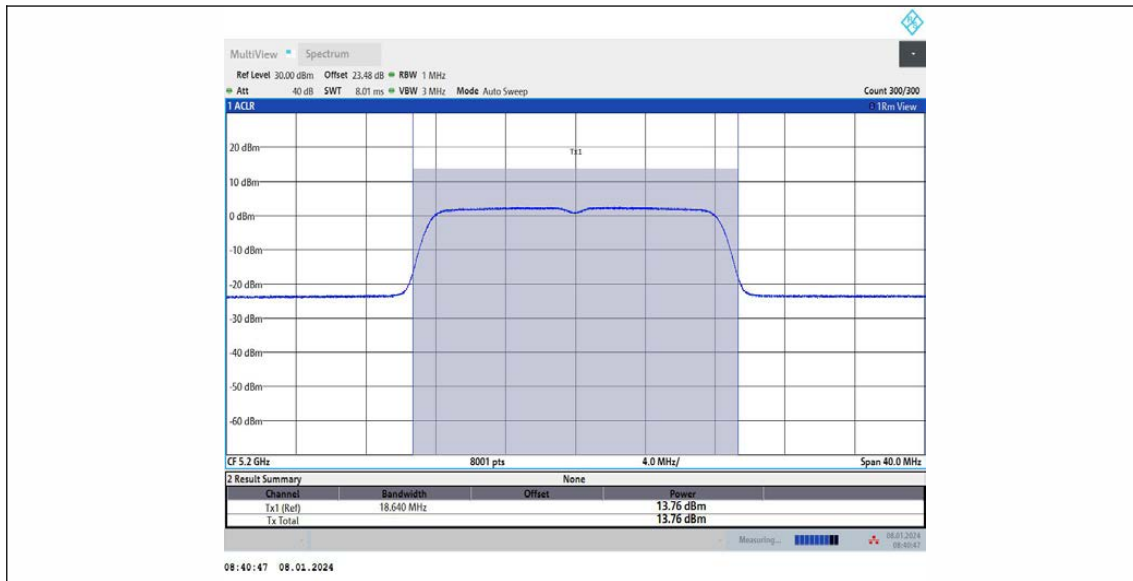 MultiView Spectrum
Ref Level 30.00 dBm Offset 23.48 dB RBW 1 MHz
Att 40 dB SWT 8.01 ms VBW 3 MHz Mode Auto Sweep Count 300/300
1 ACLR 1Rm View
Tx1
20 dBm
10 dBm
0 dBm
-10 dBm
-20 dBm
-30 dBm
-40 dBm
-50 dBm
-60 dBm
CF 5.2 GHz 8001 pts 4.0 MHz/ Span 40.0 MHz
2 Result Summary None
Channel Bandwidth Offset Power
Tx1 (Ref) 18.640 MHz 13.76 dBm
Tx Total 13.76 dBm
Measuring... 08.01.2024
08:40:47
08:40:47 08.01.2024